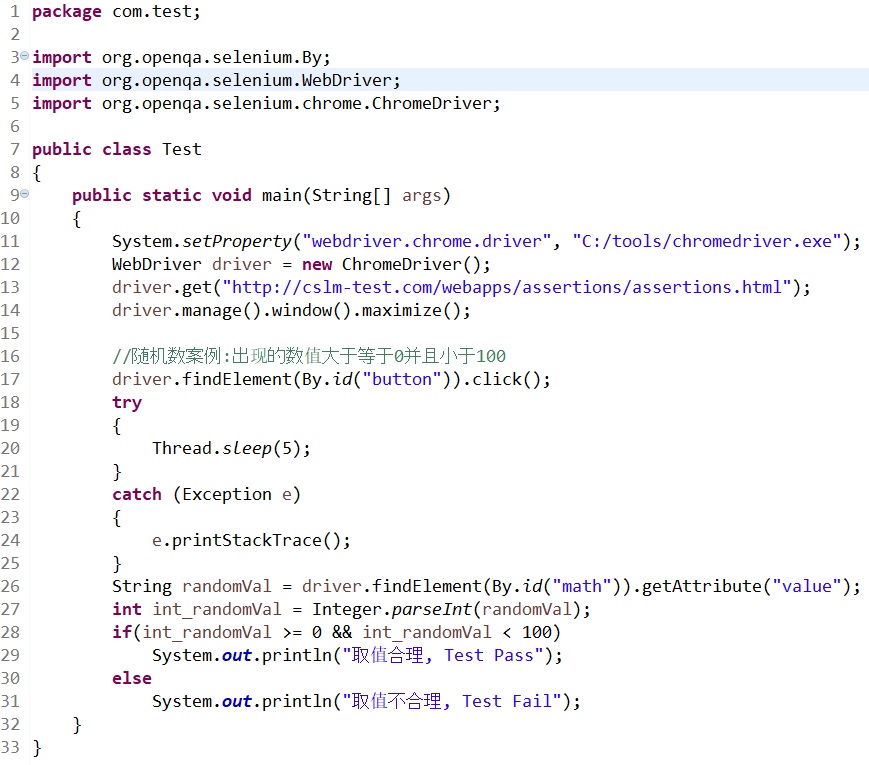 1 package com.test;
2
3 import org.openqa.selenium.By;
4 import org.openqa.selenium.WebDriver;
5 import org.openqa.selenium.chrome.ChromeDriver;
6
7 public class Test
8 {
9     public static void main(String[] args)
10     {
11         System.setProperty("webdriver.chrome.driver", "C:/tools/chromedriver.exe");
12         WebDriver driver = new ChromeDriver();
13         driver.get("http://cslm-test.com/webapps/assertions/assertions.html");
14         driver.manage().window().maximize();
15
16         //随机数案例:出现的数值大于等于0并且小于100
17         driver.findElement(By.id("button")).click();
18         try
19         {
20             Thread.sleep(5);
21         }
22         catch (Exception e)
23         {
24             e.printStackTrace();
25         }
26         String randomVal = driver.findElement(By.id("math")).getAttribute("value");
27         int int_randomVal = Integer.parseInt(randomVal);
28         if(int_randomVal >= 0 && int_randomVal < 100)
29             System.out.println("取值合理, Test Pass");
30         else
31             System.out.println("取值不合理, Test Fail");
32     }
33 }